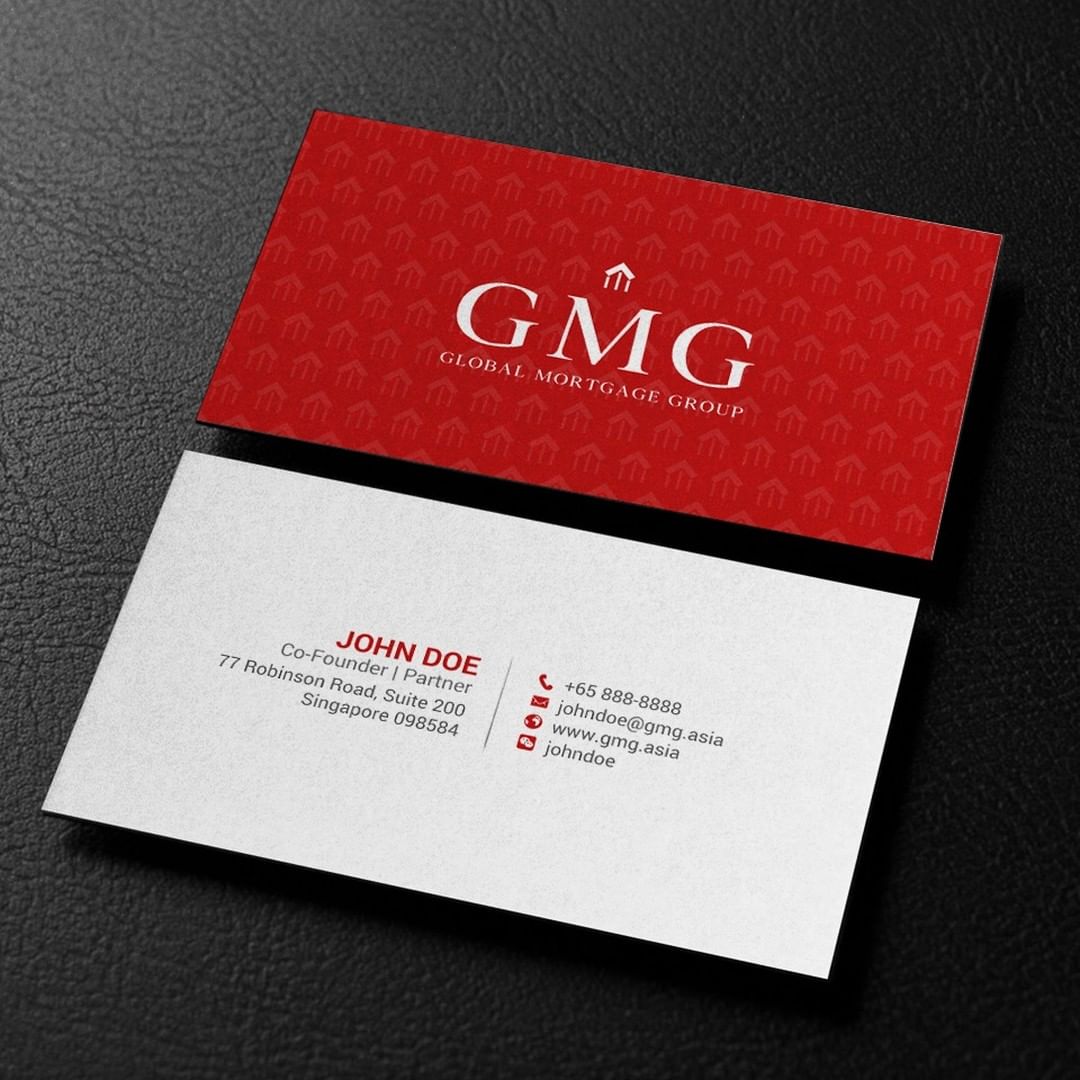 GMG
GLOBAL MORTGAGE GROUP
JOHN DOE
Co-Founder | Partner
77 Robinson Road, Suite 200
Singapore 098584
+65 888-8888
johndoe@gmg.asia
www.gmg.asia
johndoe